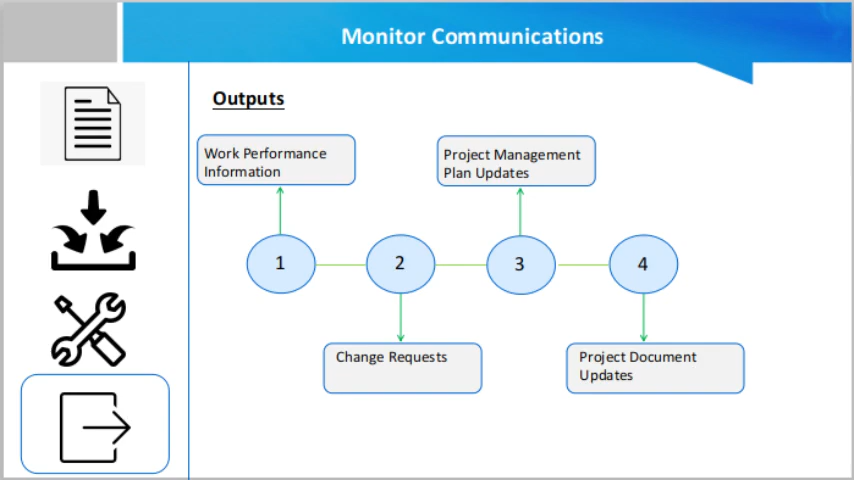 Monitor Communications
Outputs
Work Performance
Information
Project Management
Plan Updates
1
2
3
4
Change Requests
Project Document
Updates